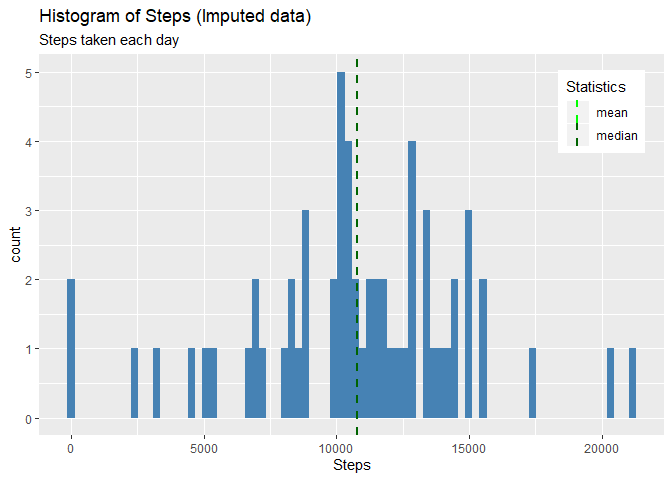 Histogram of Steps (Imputed data)
Steps taken each day
5
4
3
2
1
0
count
0
5000
10000
15000
20000
Steps
Statistics
mean
median